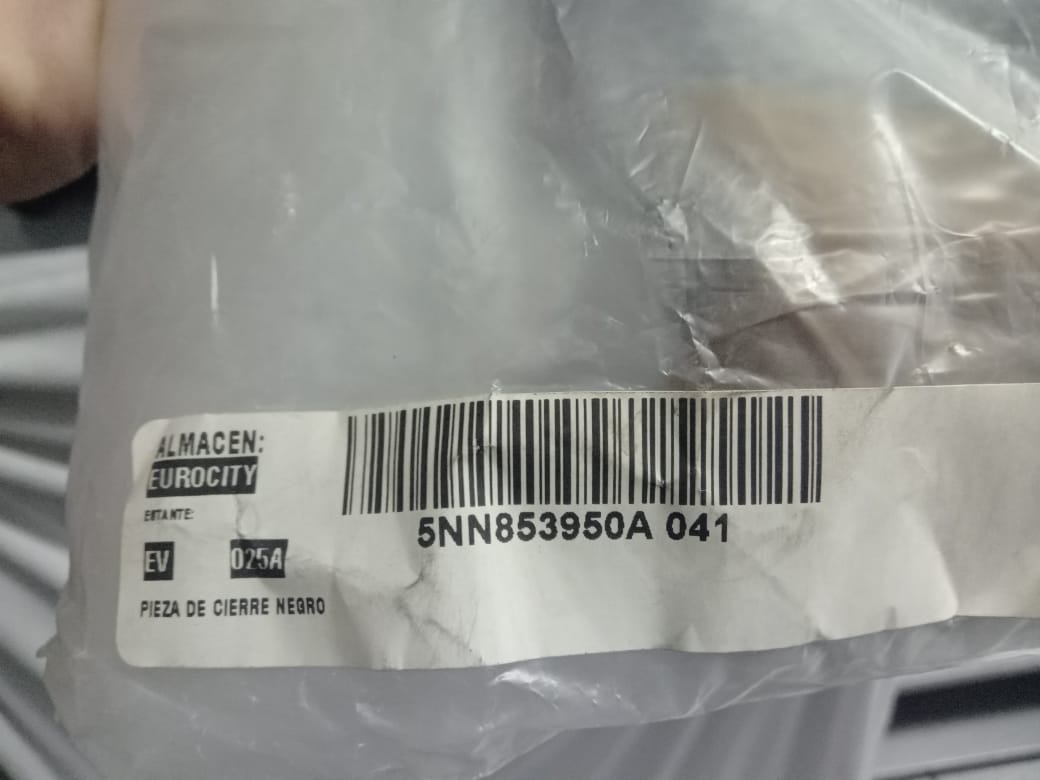 ALMACEN:
EUROCITY
ESTANTE:
EV 025A
PIEZA DE CIERRE NEGRO
5NN853950A 041